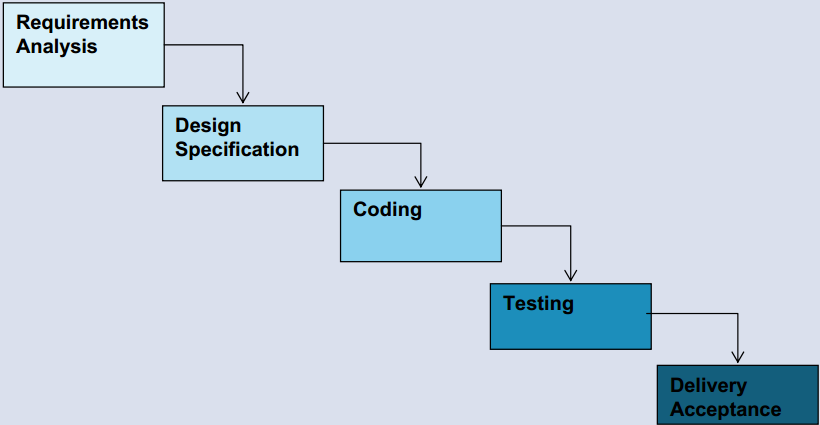 Requirements
Analysis
Design
Specification
Coding
Testing
Delivery
Acceptance